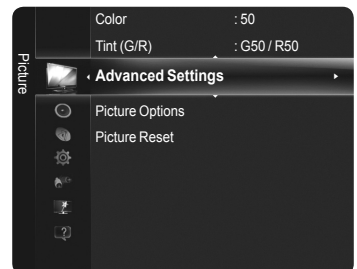 Picture
Color : 50
Tint (G/R) : G50 / R50
Advanced Settings
Picture Options
Picture Reset